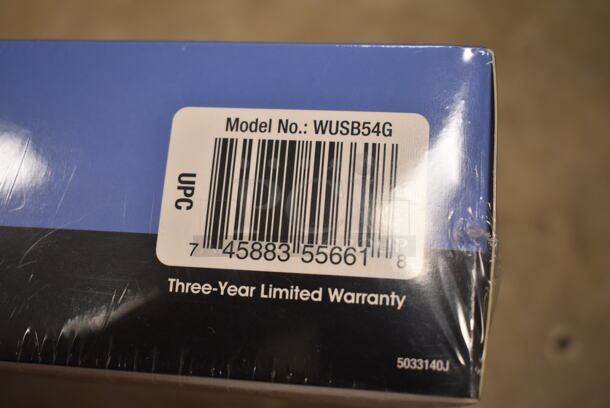 Model No.: WUSB54G
UPC
7 45883 55661 8
Three-Year Limited Warranty
5033140J